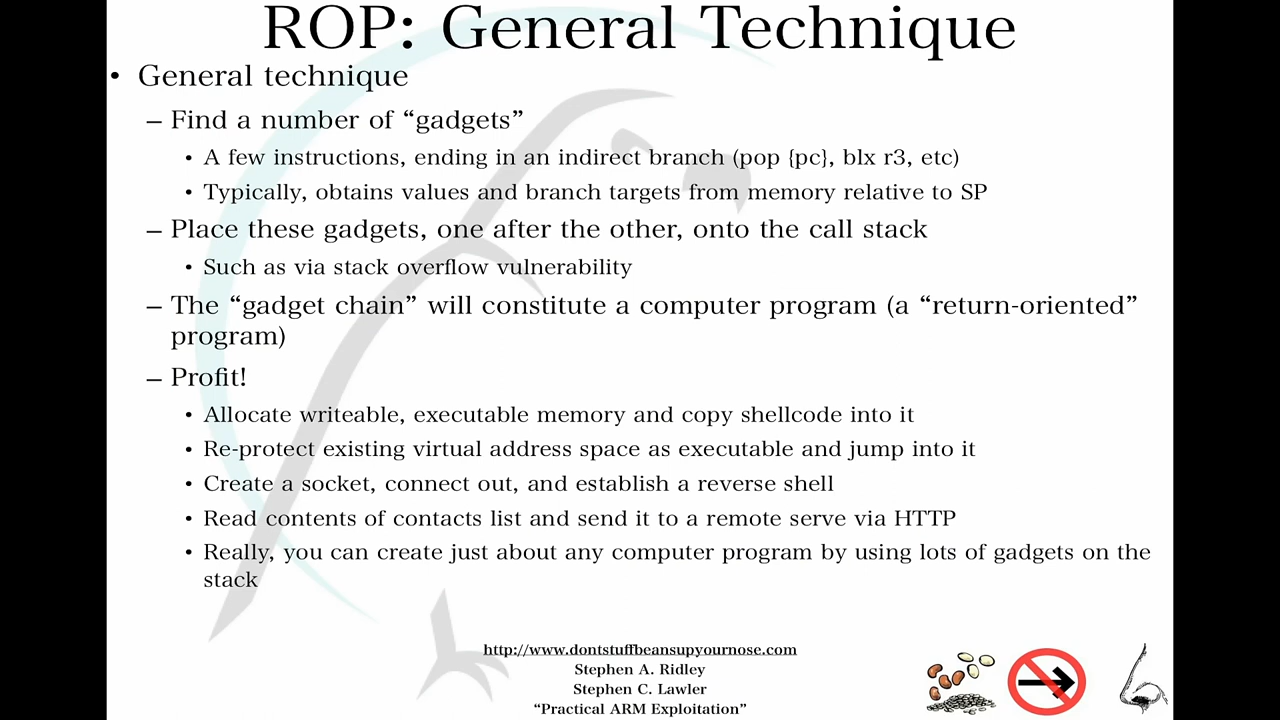 ROP: General Technique
• General technique
– Find a number of “gadgets”
• A few instructions, ending in an indirect branch (pop {pc}, blx r3, etc)
• Typically, obtains values and branch targets from memory relative to SP
– Place these gadgets, one after the other, onto the call stack
• Such as via stack overflow vulnerability
– The “gadget chain” will constitute a computer program (a “return-oriented”
program)
– Profit!
• Allocate writeable, executable memory and copy shellcode into it
• Re-protect existing virtual address space as executable and jump into it
• Create a socket, connect out, and establish a reverse shell
• Read contents of contacts list and send it to a remote serve via HTTP
• Really, you can create just about any computer program by using lots of gadgets on the
stack
http://www.dontstuffbeansupyournose.com
Stephen A. Ridley
Stephen C. Lawler
“Practical ARM Exploitation”